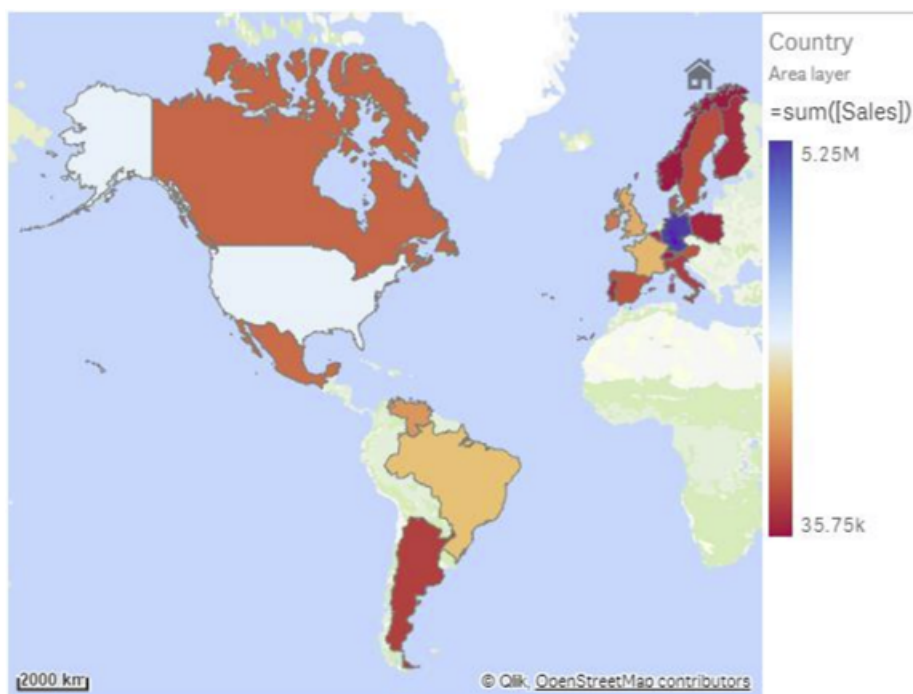 Country
Area layer
=sum([Sales])
5.25M
35.75k
2000 km
© Qlik, OpenStreetMap contributors